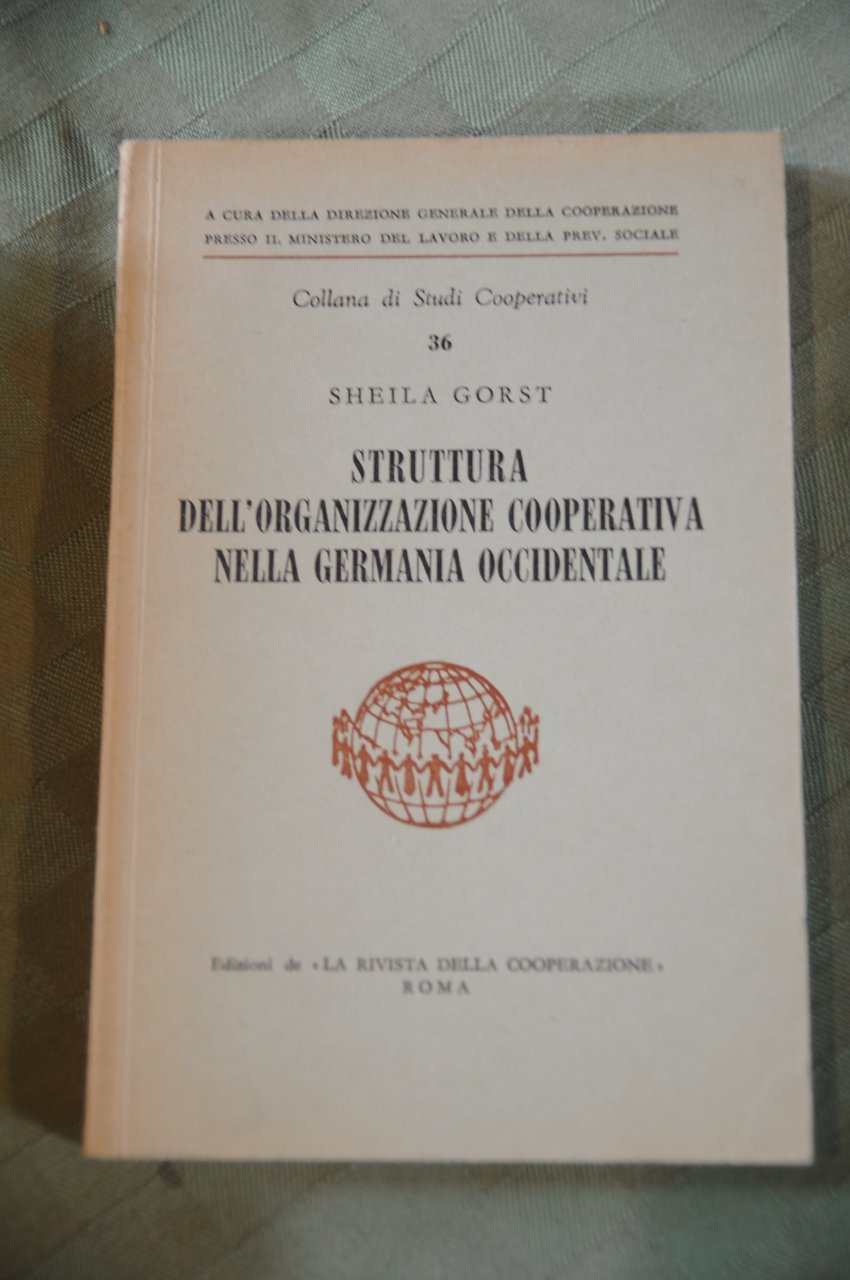 A CURA DELLA DIREZIONE GENERALE DELLA COOPERAZIONE
PRESSO IL MINISTERO DEL LAVORO E DELLA PREV. SOCIALE
Collana di Studi Cooperativi
36
SHEILA GORST
STRUTTURA
DELL'ORGANIZZAZIONE COOPERATIVA
NELLA GERMANIA OCCIDENTALE
Edizioni de «LA RIVISTA DELLA COOPERAZIONE»
ROMA